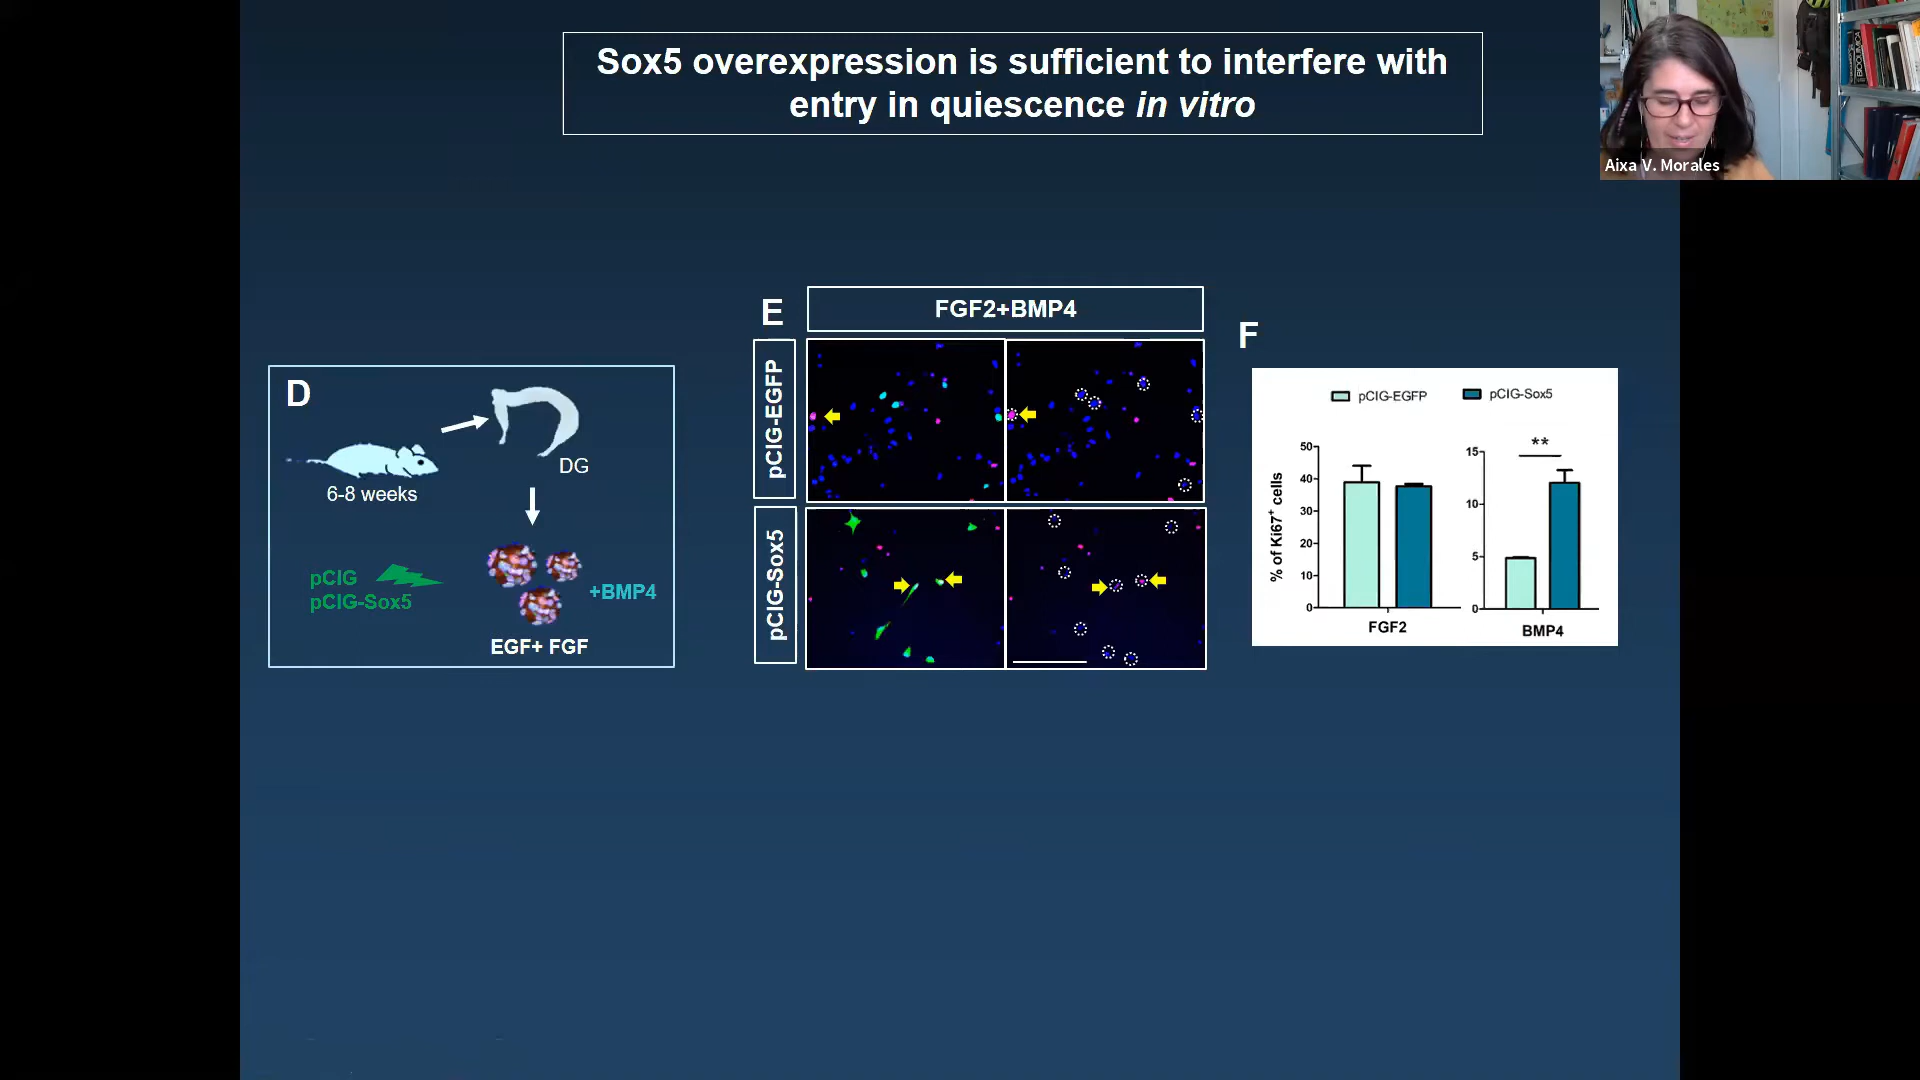 Sox5 overexpression is sufficient to interfere with
entry in quiescence in vitro
Aixa V. Morales
D
6-8 weeks
DG
pCIG
pCIG-Sox5
+BMP4
EGF+ FGF
E
FGF2+BMP4
pCIG-EGFP
pCIG-Sox5
F
pCIG-EGFP
pCIG-Sox5
% of Ki67+ cells
50
40
30
20
10
0
FGF2
**
15
10
5
0
BMP4